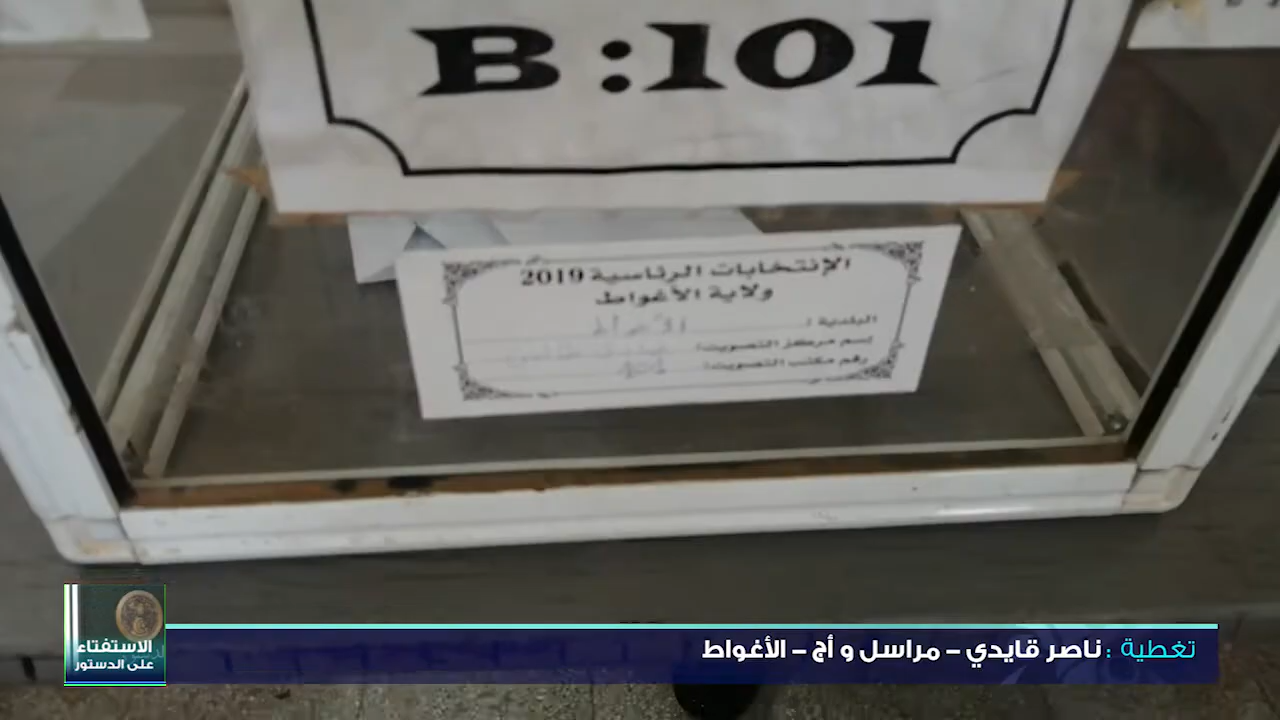 B:101
الإنتخابات الرئاسية 2019
ولاية الأغواط
البلدية :
إسم مركز التصويت:
رقم مكتب التصويت:
تغطية : ناصر قايدي - مراسل و أج - الأغواط
الاستفتاء
على الدستور